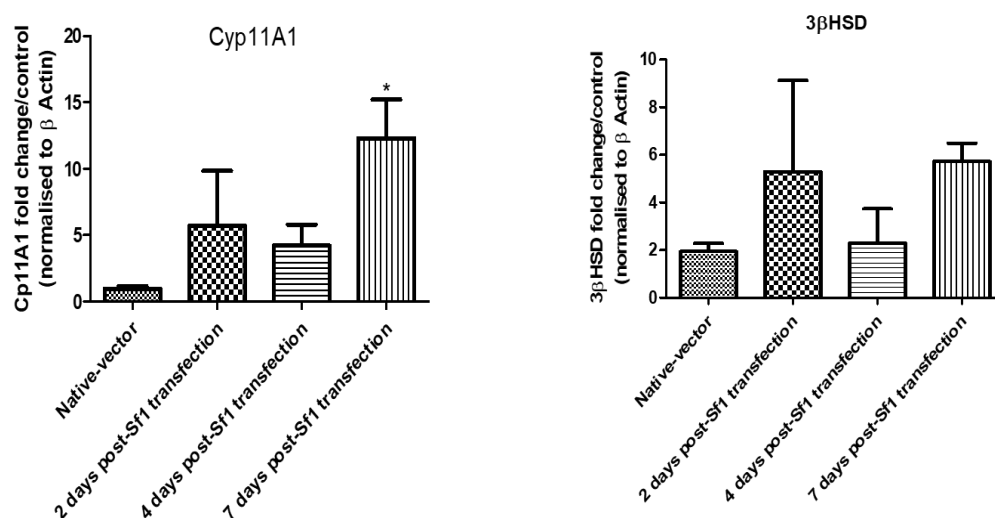 Cyp11A1
Cp11A1 fold change/control
(normalised to β Actin)
20
15
10
5
0
*
Native-vector
2 days post-Sf1 transfection
4 days post-Sf1 transfection
7 days post-Sf1 transfection
3βHSD
3βHSD fold change/control
(normalised to β Actin)
10
8
6
4
2
0
Native-vector
2 days post-Sf1 transfection
4 days post-Sf1 transfection
7 days post-Sf1 transfection